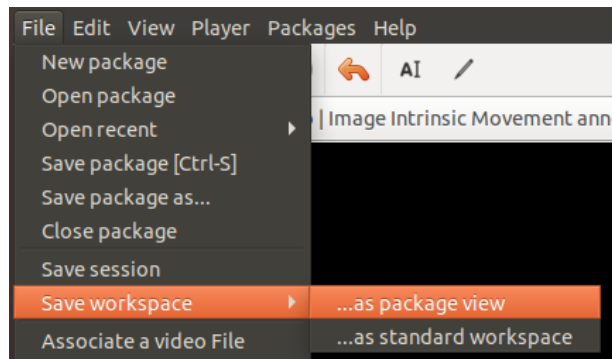 File Edit View Player Packages Help
New package
Open package
AI
Open recent
| Image Intrinsic Movement ann
Save package [Ctrl-S]
Save package as...
Close package
Save session
Save workspace
...as package view
Associate a video File
...as standard workspace